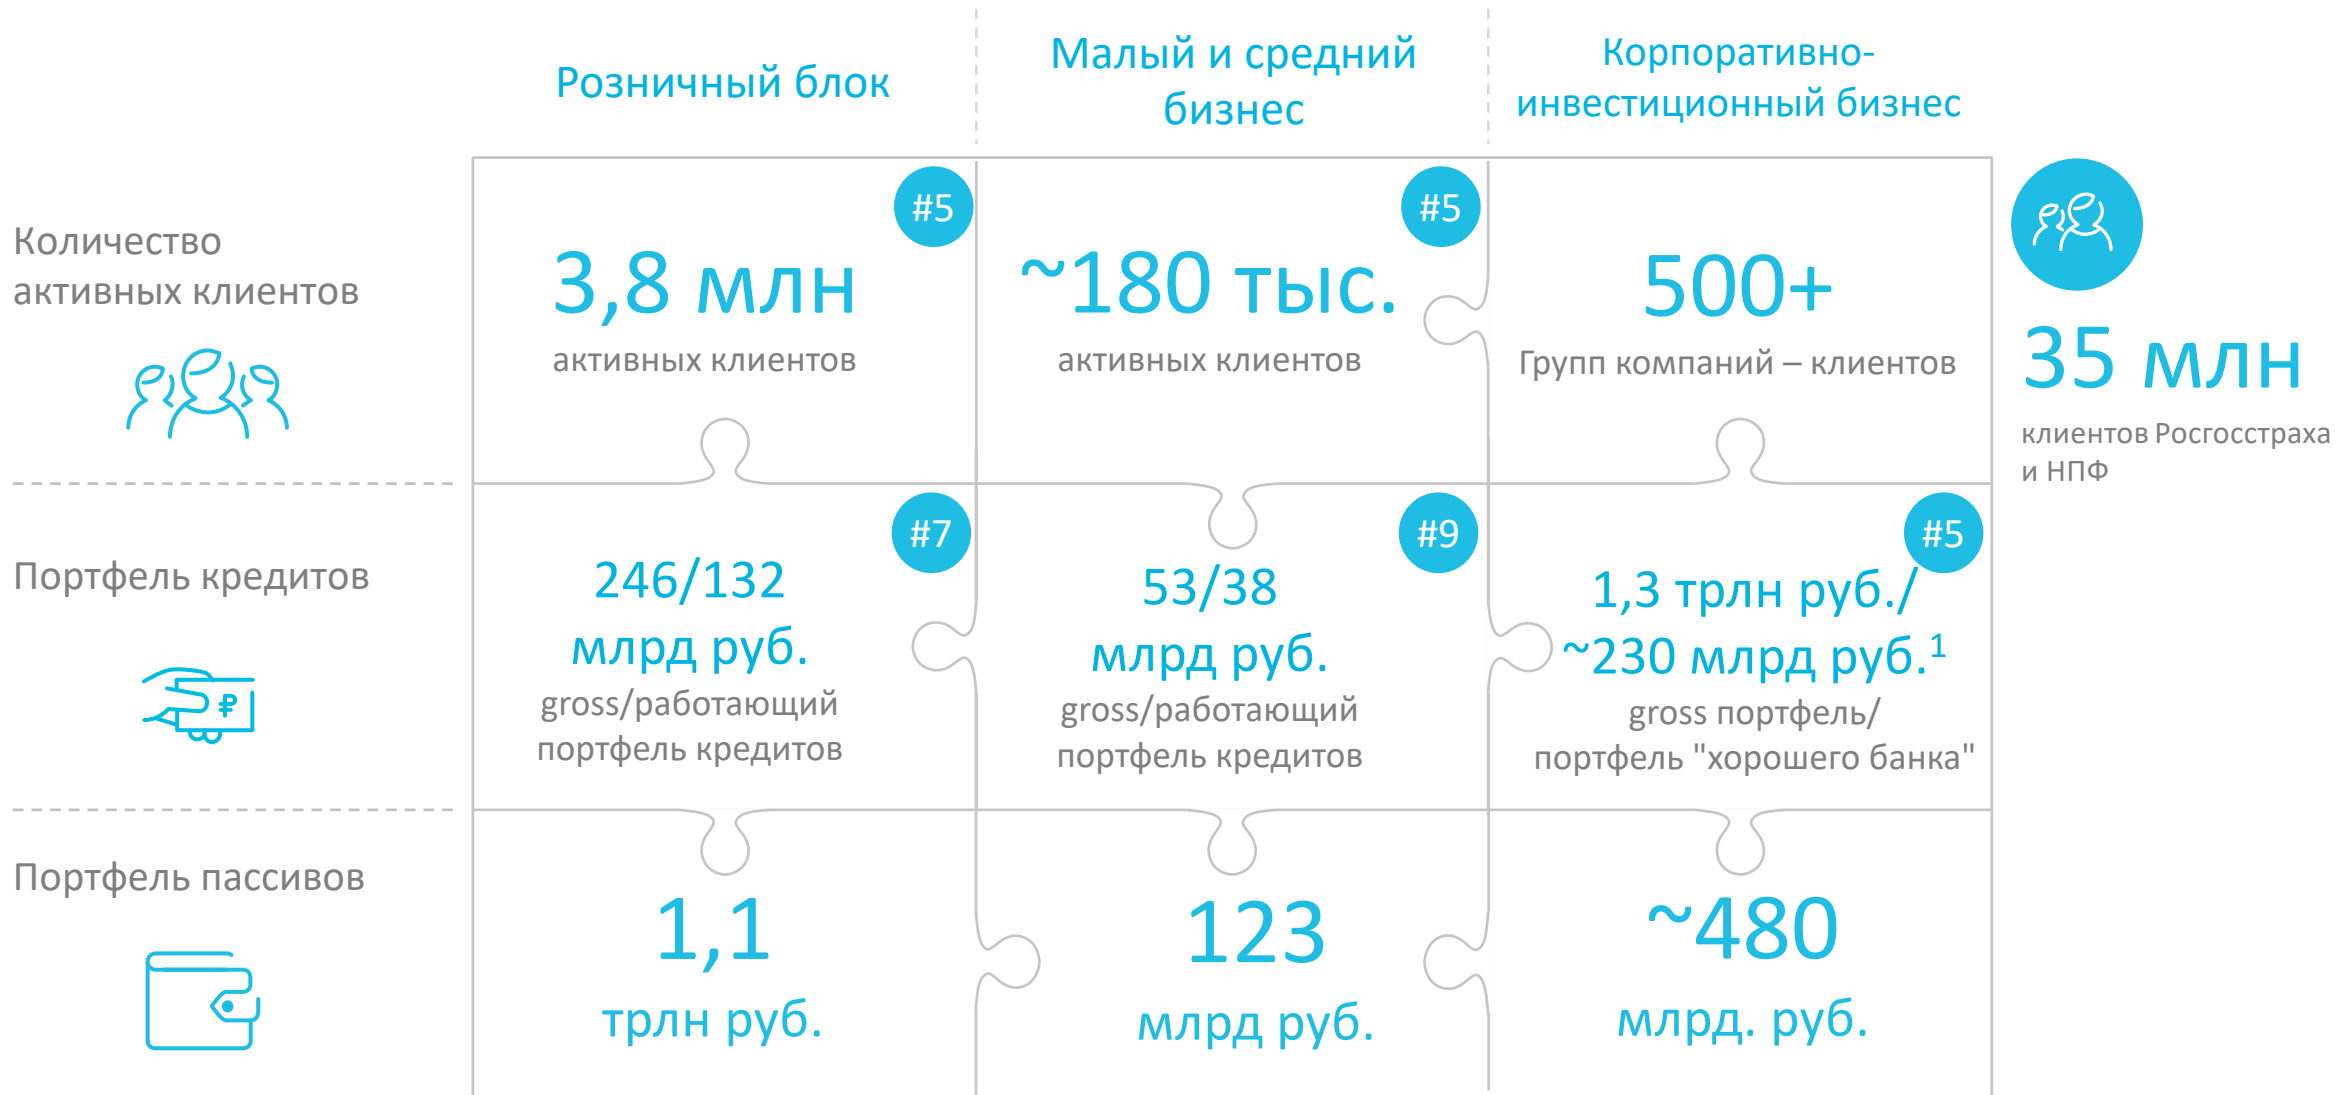 Розничный блок
Малый и средний
бизнес
Корпоративно-
инвестиционный бизнес
Количество
активных клиентов
#5
3,8 млн
активных клиентов
#5
~180 тыс.
активных клиентов
500+
Групп компаний – клиентов
35 млн
клиентов Росгосстраха
и НПФ
Портфель кредитов
#7
246/132
млрд руб.
gross/работающий
портфель кредитов
#9
53/38
млрд руб.
gross/работающий
портфель кредитов
#5
1,3 трлн руб./
~230 млрд руб.¹
gross портфель/
портфель "хорошего банка"
Портфель пассивов
1,1
трлн руб.
123
млрд руб.
~480
млрд. руб.